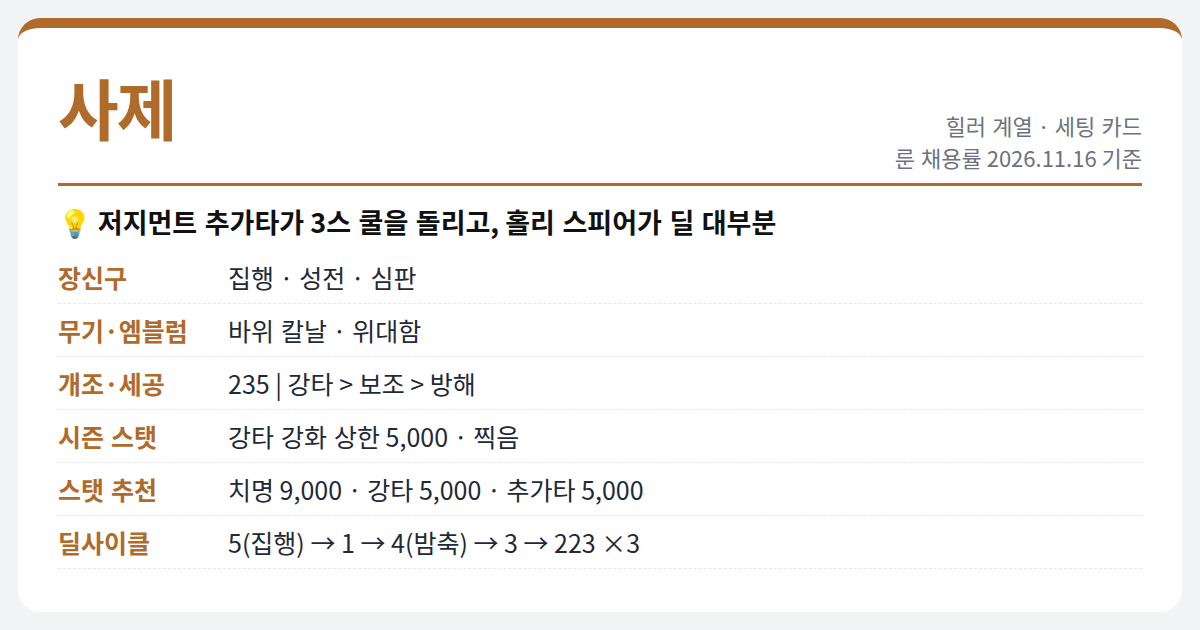 사제
힐러 계열 · 세팅 카드
룬 채용률 2026.11.16 기준
💡 저지먼트 추가타가 3스 쿨을 돌리고, 홀리 스피어가 딜 대부분
장신구 집행 · 성전 · 심판
무기·엠블럼 바위 칼날 · 위대함
개조·세공 235 | 강타 > 보조 > 방해
시즌 스탯 강타 강화 상한 5,000 · 찍음
스탯 추천 치명 9,000 · 강타 5,000 · 추가타 5,000
딜사이클 5(집행) → 1 → 4(밤축) → 3 → 223 ×3